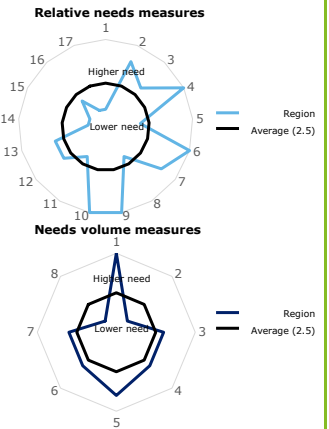 Relative needs measures
1
17 2
16 3
Higher need
15 4
Region
14 5
Lower need
Average (2.5)
13 6
12 7
11 8
10 9
Needs volume measures
1
8 2
Higher need
Region
7 3
Lower need
Average (2.5)
6 4
5